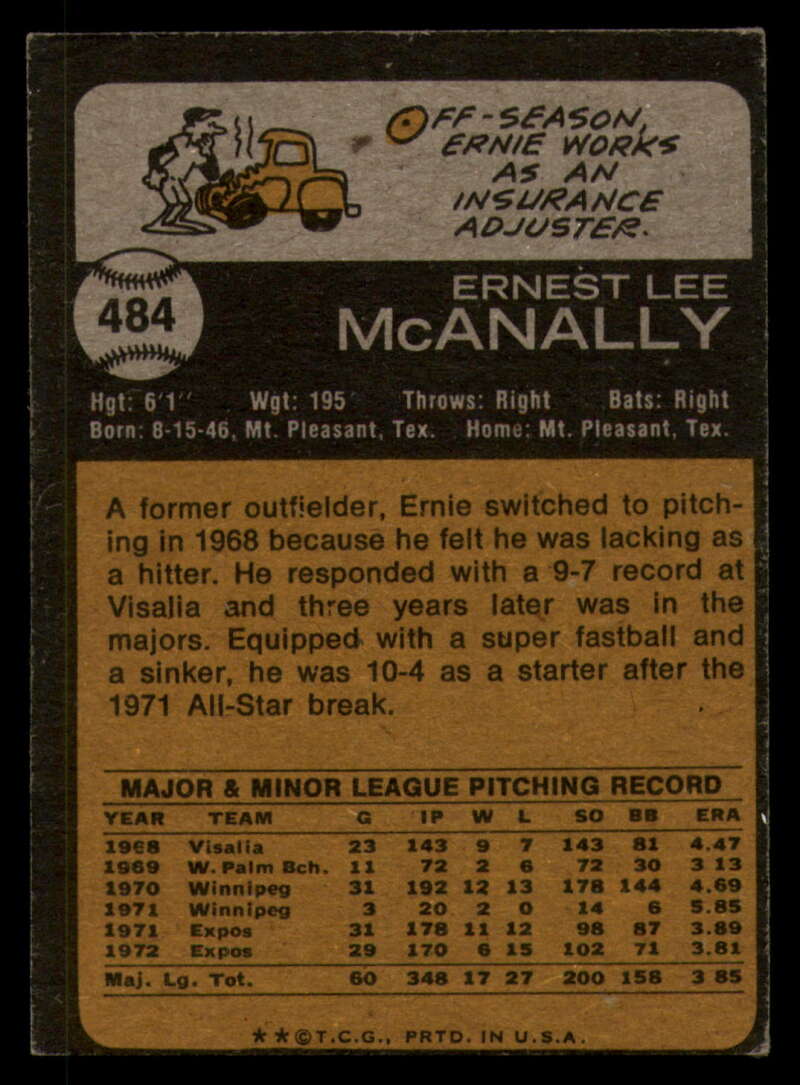 OFF-SEASON,
ERNIE WORKS
AS AN
INSURANCE
ADJUSTER.
484
ERNEST LEE
McANALLY
Hgt: 6'1" Wgt: 195 Throws: Right Bats: Right
Born: 8-15-46, Mt. Pleasant, Tex. Home: Mt. Pleasant, Tex.
A former outfielder, Ernie switched to pitch-
ing in 1968 because he felt he was lacking as
a hitter. He responded with a 9-7 record at
Visalia and three years later was in the
majors. Equipped with a super fastball and
a sinker, he was 10-4 as a starter after the
1971 All-Star break.
MAJOR & MINOR LEAGUE PITCHING RECORD
YEAR TEAM G IP W L SO BB ERA
1968 Visalia 23 143 9 7 143 81 4.47
1969 W. Palm Bch. 11 72 2 6 72 30 3 13
1970 Winnipeg 31 192 12 13 178 144 4.69
1971 Winnipeg 3 20 2 0 14 6 5.85
1971 Expos 31 178 11 12 98 87 3.89
1972 Expos 29 170 6 15 102 71 3.81
Maj. Lg. Tot. 60 348 17 27 200 158 3 85
**©T.C.G., PRTD. IN U.S.A.